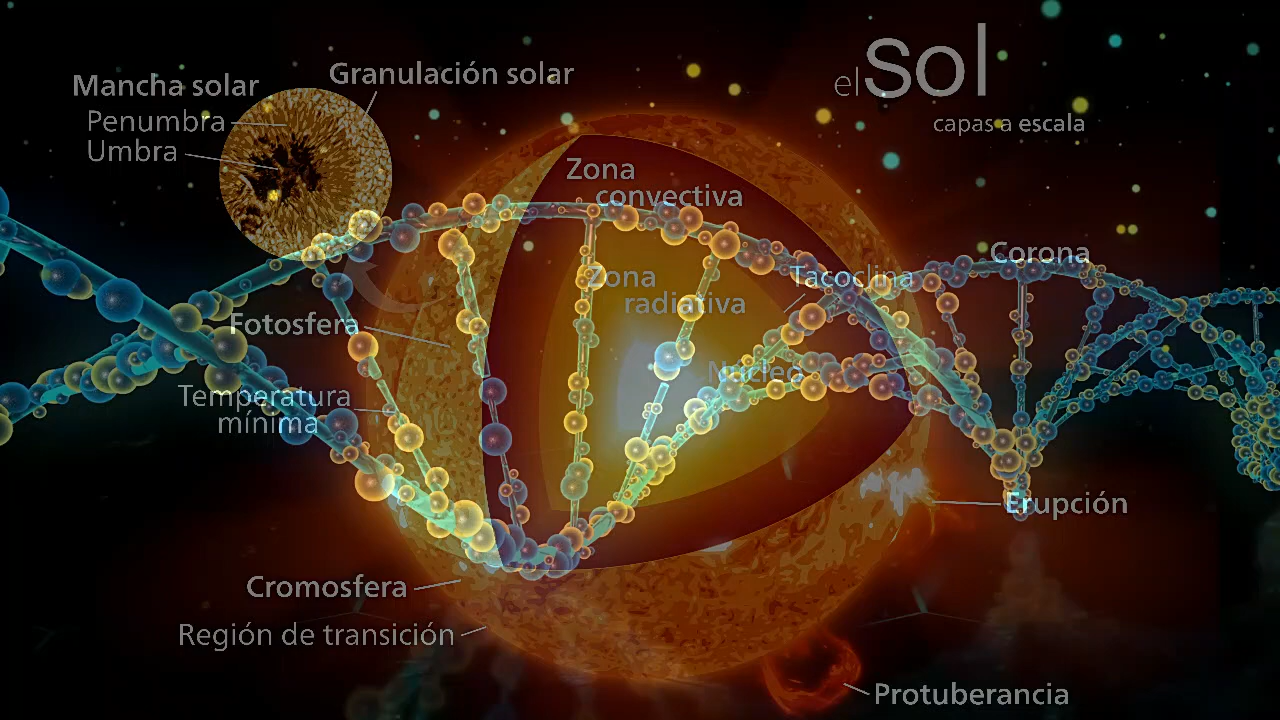 el Sol
capas a escala
Mancha solar
Penumbra
Umbra
Granulación solar
Zona
convectiva
Zona
radiativa
Tacoclina
Corona
Fotosfera
Núcleo
Temperatura
mínima
Erupción
Cromosfera
Región de transición
Protuberancia